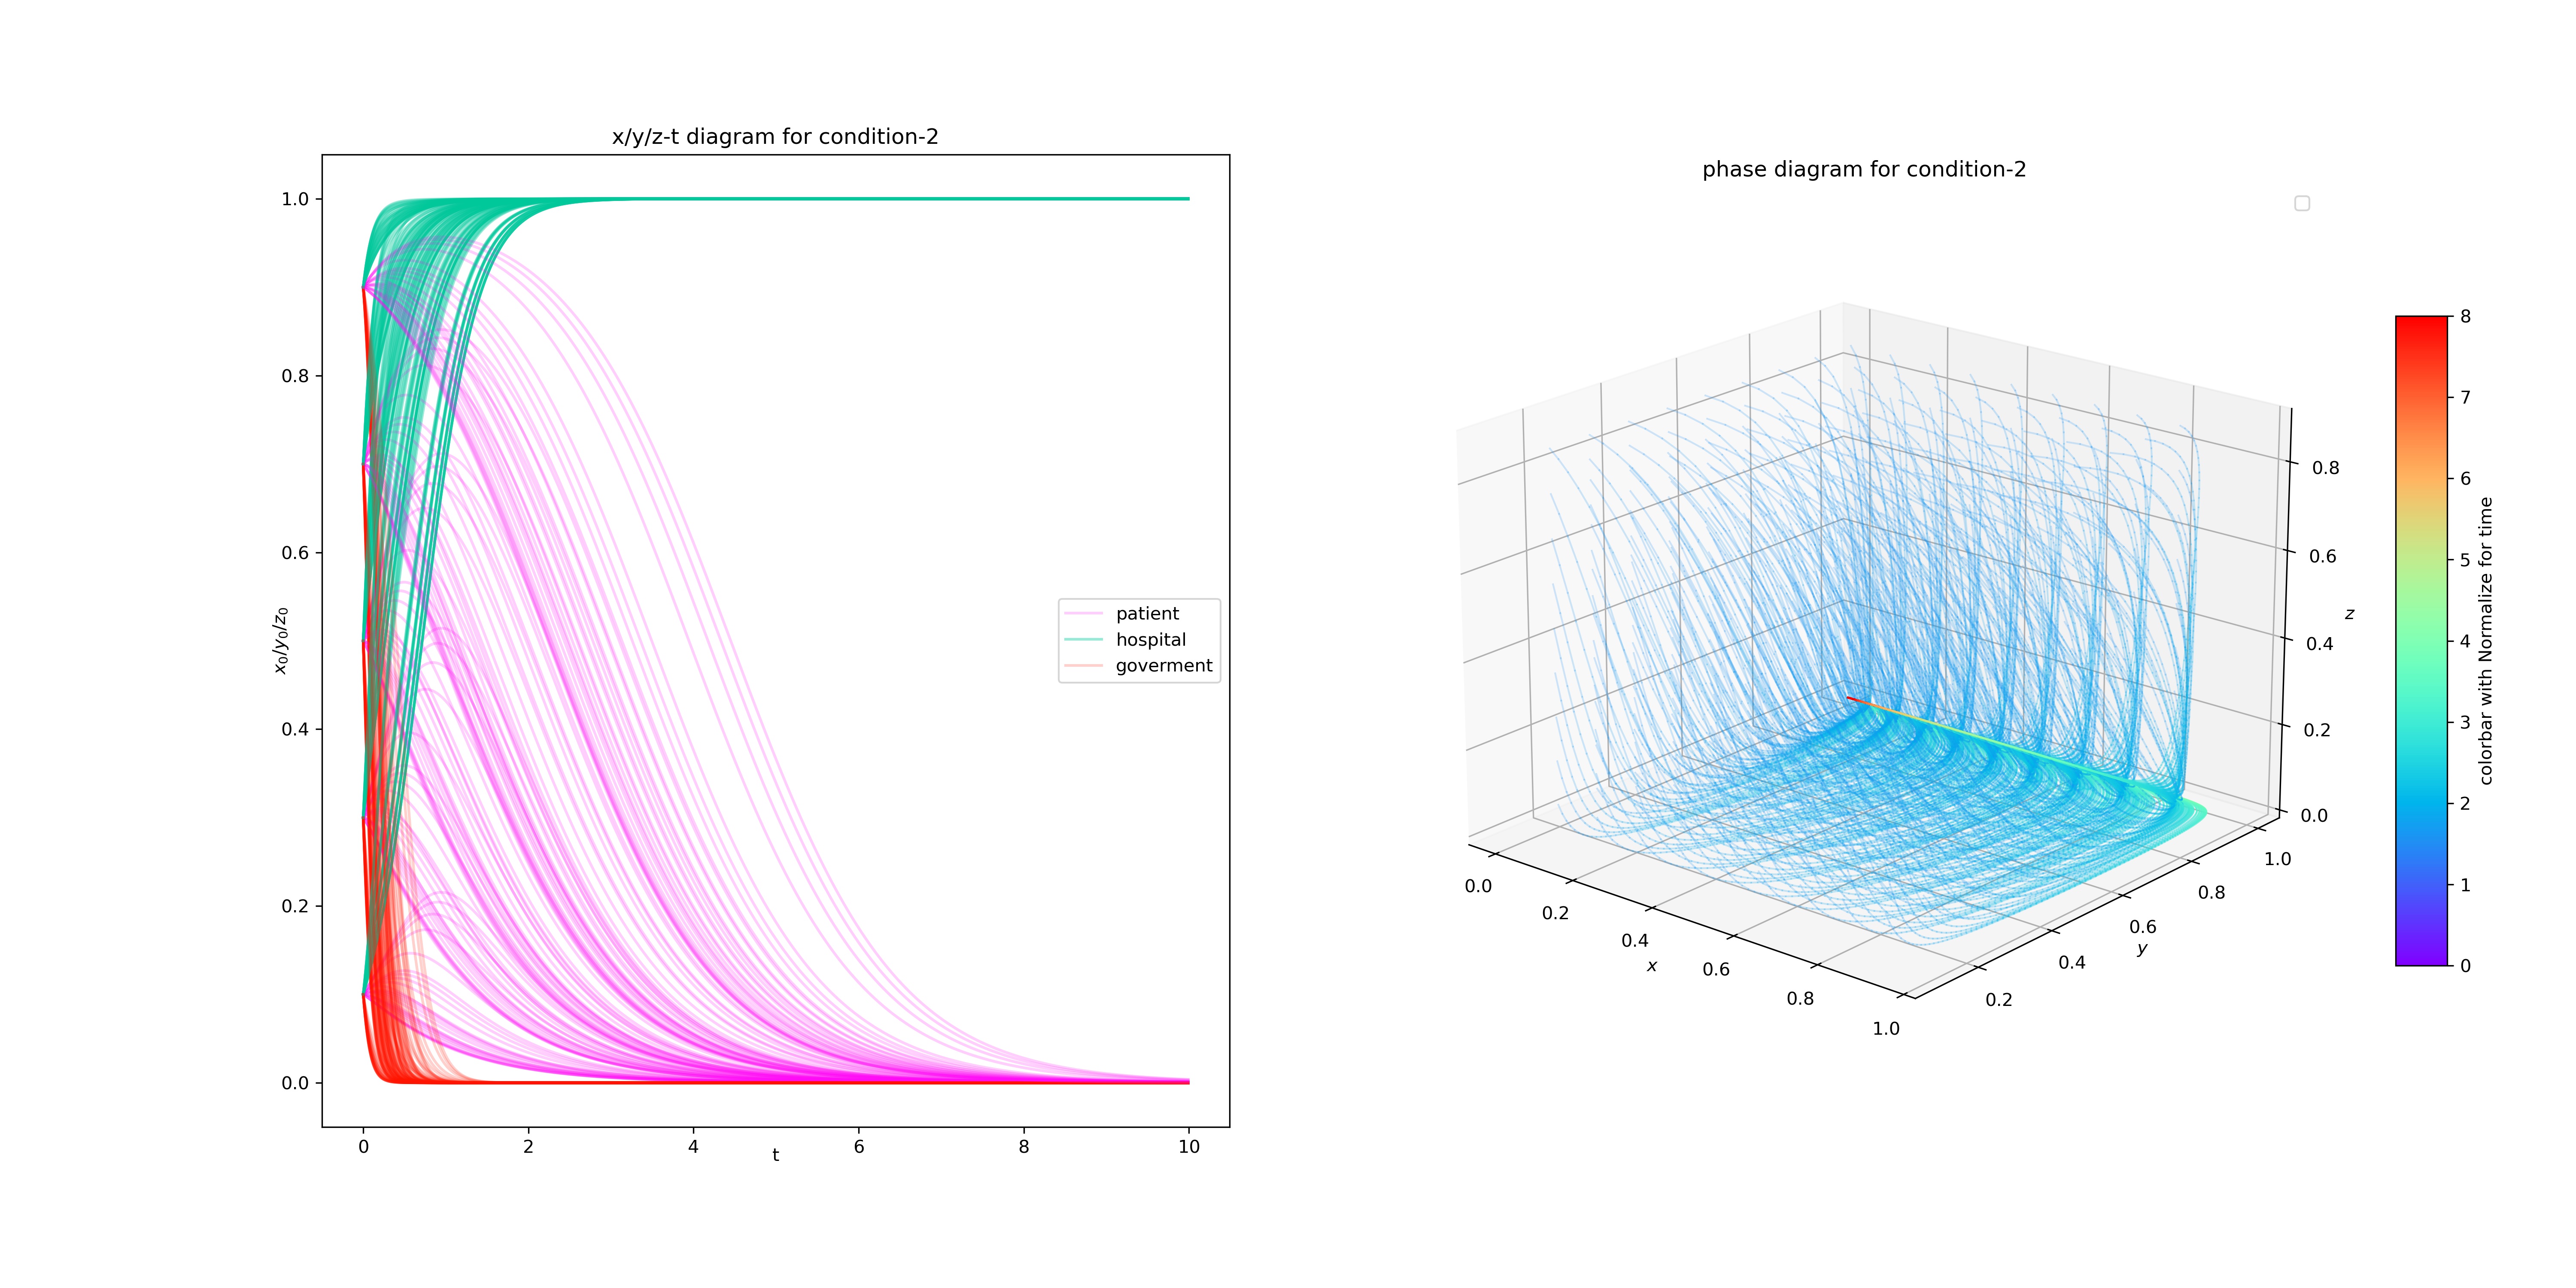 x/y/z-t diagram for condition-2
1.0
0.8
0.6
0.4
0.2
0.0
x₀/y₀/z₀
0 2 4 6 8 10
t
patient
hospital
goverment
phase diagram for condition-2
0.0 0.2 0.4 0.6 0.8 1.0
x
0.2 0.4 0.6 0.8 1.0
y
0.8
0.6
0.4
0.2
0.0
z
8
7
6
5
4
3
2
1
0
colorbar with Normalize for time